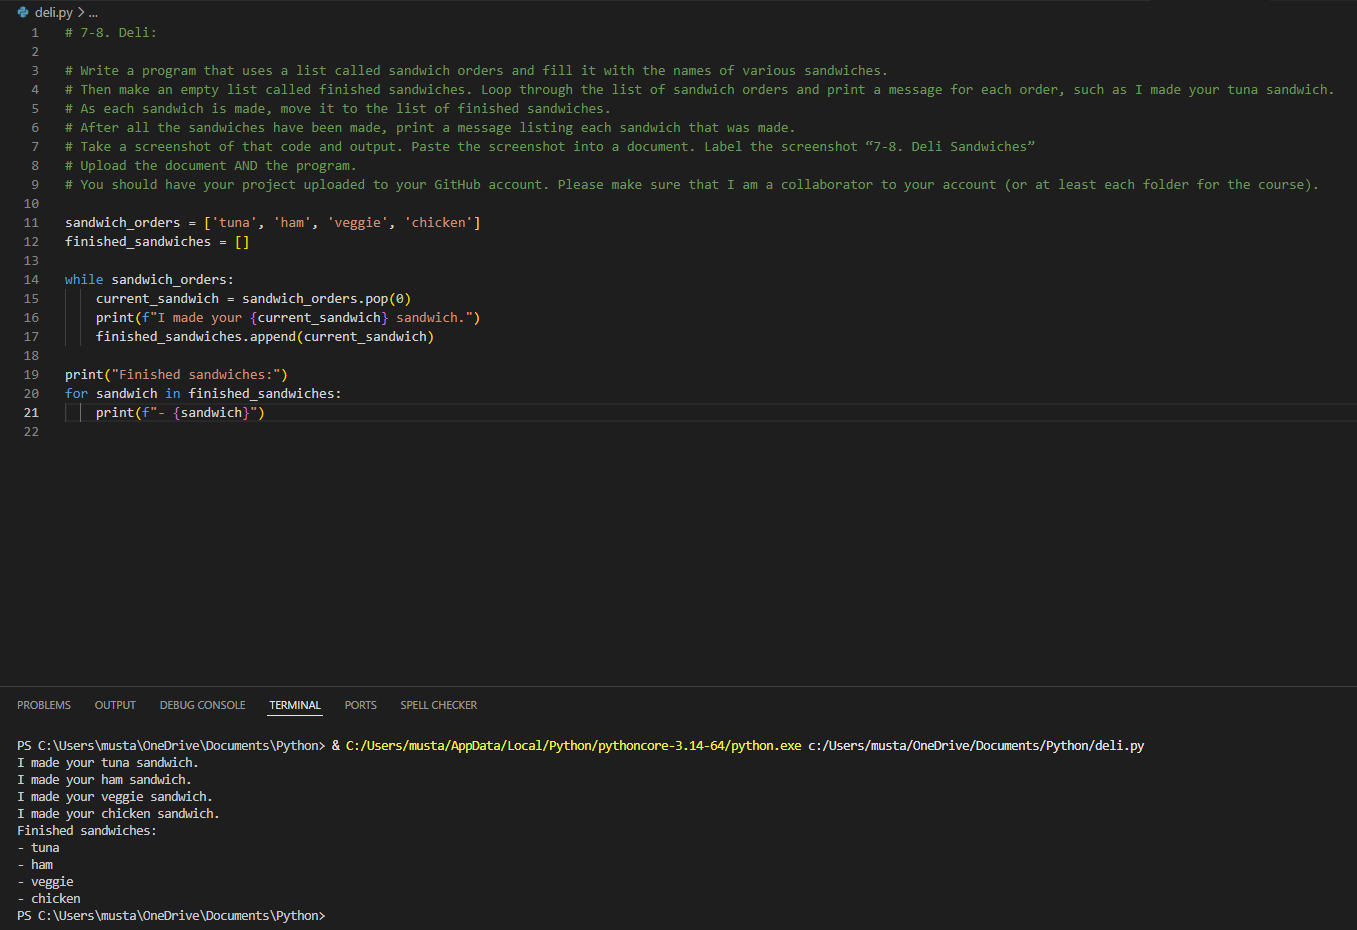 deli.py > ...
1 # 7-8. Deli:
2
3 # Write a program that uses a list called sandwich orders and fill it with the names of various sandwiches.
4 # Then make an empty list called finished sandwiches. Loop through the list of sandwich orders and print a message for each order, such as I made your tuna sandwich.
5 # As each sandwich is made, move it to the list of finished sandwiches.
6 # After all the sandwiches have been made, print a message listing each sandwich that was made.
7 # Take a screenshot of that code and output. Paste the screenshot into a document. Label the screenshot “7-8. Deli Sandwiches”
8 # Upload the document AND the program.
9 # You should have your project uploaded to your GitHub account. Please make sure that I am a collaborator to your account (or at least each folder for the course).
10
11 sandwich_orders = ['tuna', 'ham', 'veggie', 'chicken']
12 finished_sandwiches = []
13
14 while sandwich_orders:
15     current_sandwich = sandwich_orders.pop(0)
16     print(f"I made your {current_sandwich} sandwich.")
17     finished_sandwiches.append(current_sandwich)
18
19 print("Finished sandwiches:")
20 for sandwich in finished_sandwiches:
21     print(f"- {sandwich}")
22
PROBLEMS OUTPUT DEBUG CONSOLE TERMINAL PORTS SPELL CHECKER
PS C:\Users\musta\OneDrive\Documents\Python> & C:/Users/musta/AppData/Local/Python/pythoncore-3.14-64/python.exe c:/Users/musta/OneDrive/Documents/Python/deli.py
I made your tuna sandwich.
I made your ham sandwich.
I made your veggie sandwich.
I made your chicken sandwich.
Finished sandwiches:
- tuna
- ham
- veggie
- chicken
PS C:\Users\musta\OneDrive\Documents\Python>